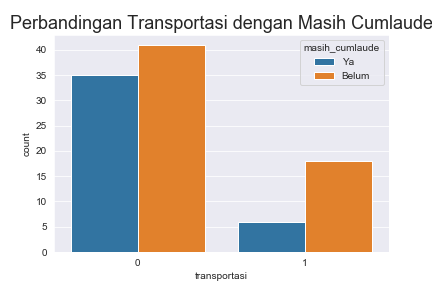 Perbandingan Transportasi dengan Masih Cumlaude
masih_cumlaude
Ya
Belum
count
40
35
30
25
20
15
10
5
0
0 1
transportasi